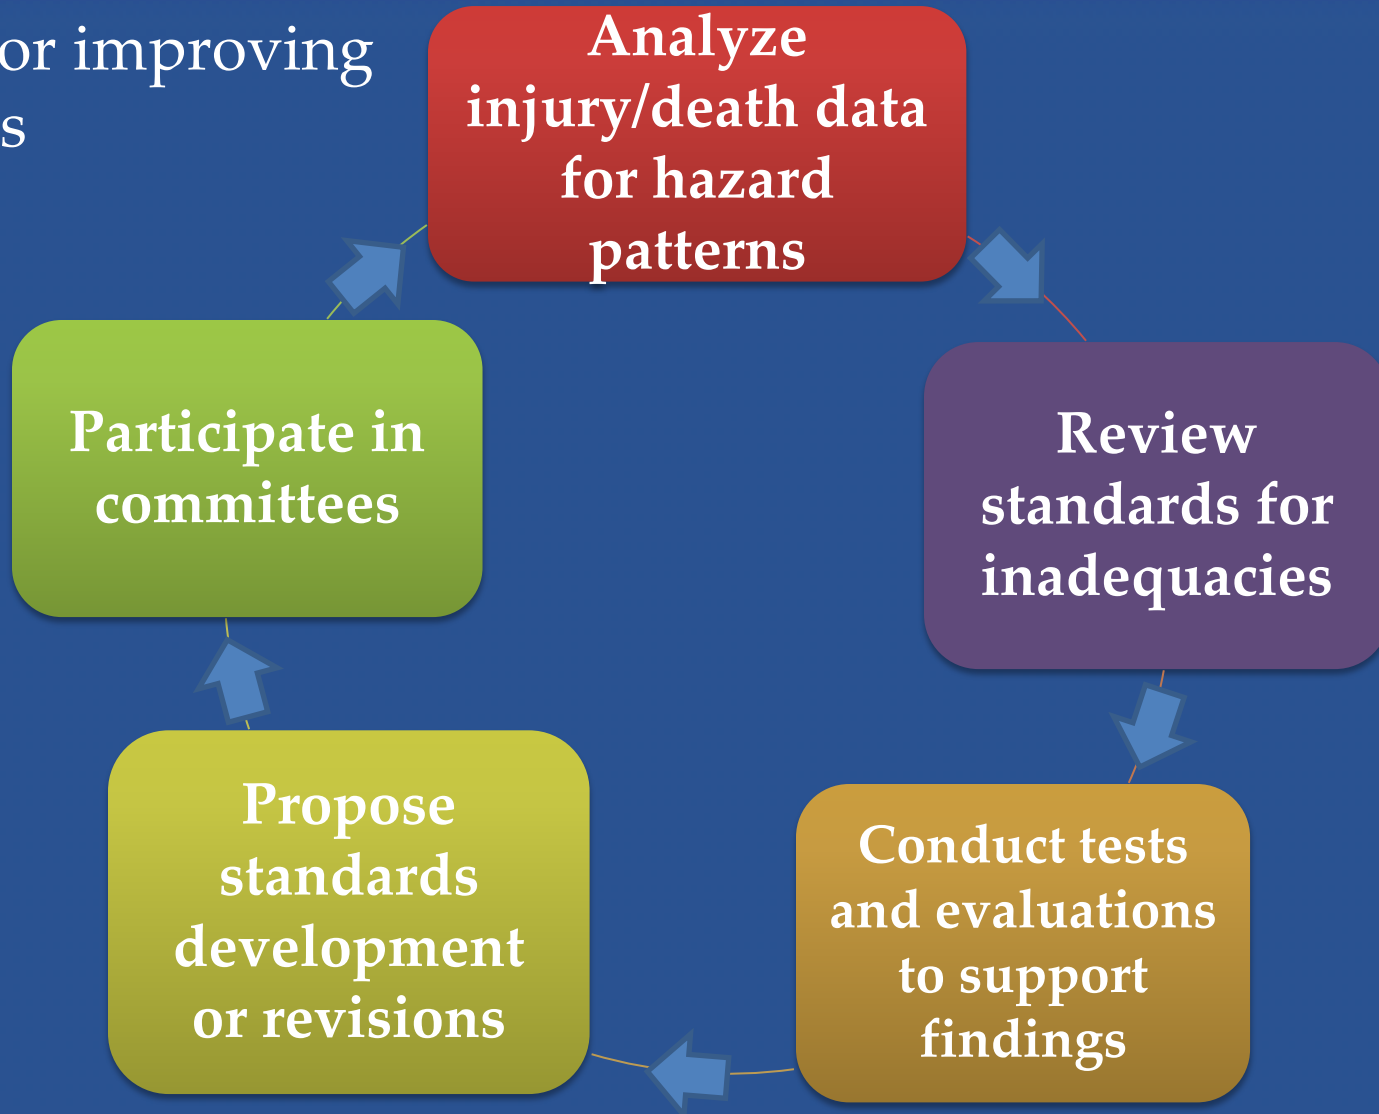 or improving
s
Analyze
injury/death data
for hazard
patterns
Review
standards for
inadequacies
Conduct tests
and evaluations
to support
findings
Propose
standards
development
or revisions
Participate in
committees